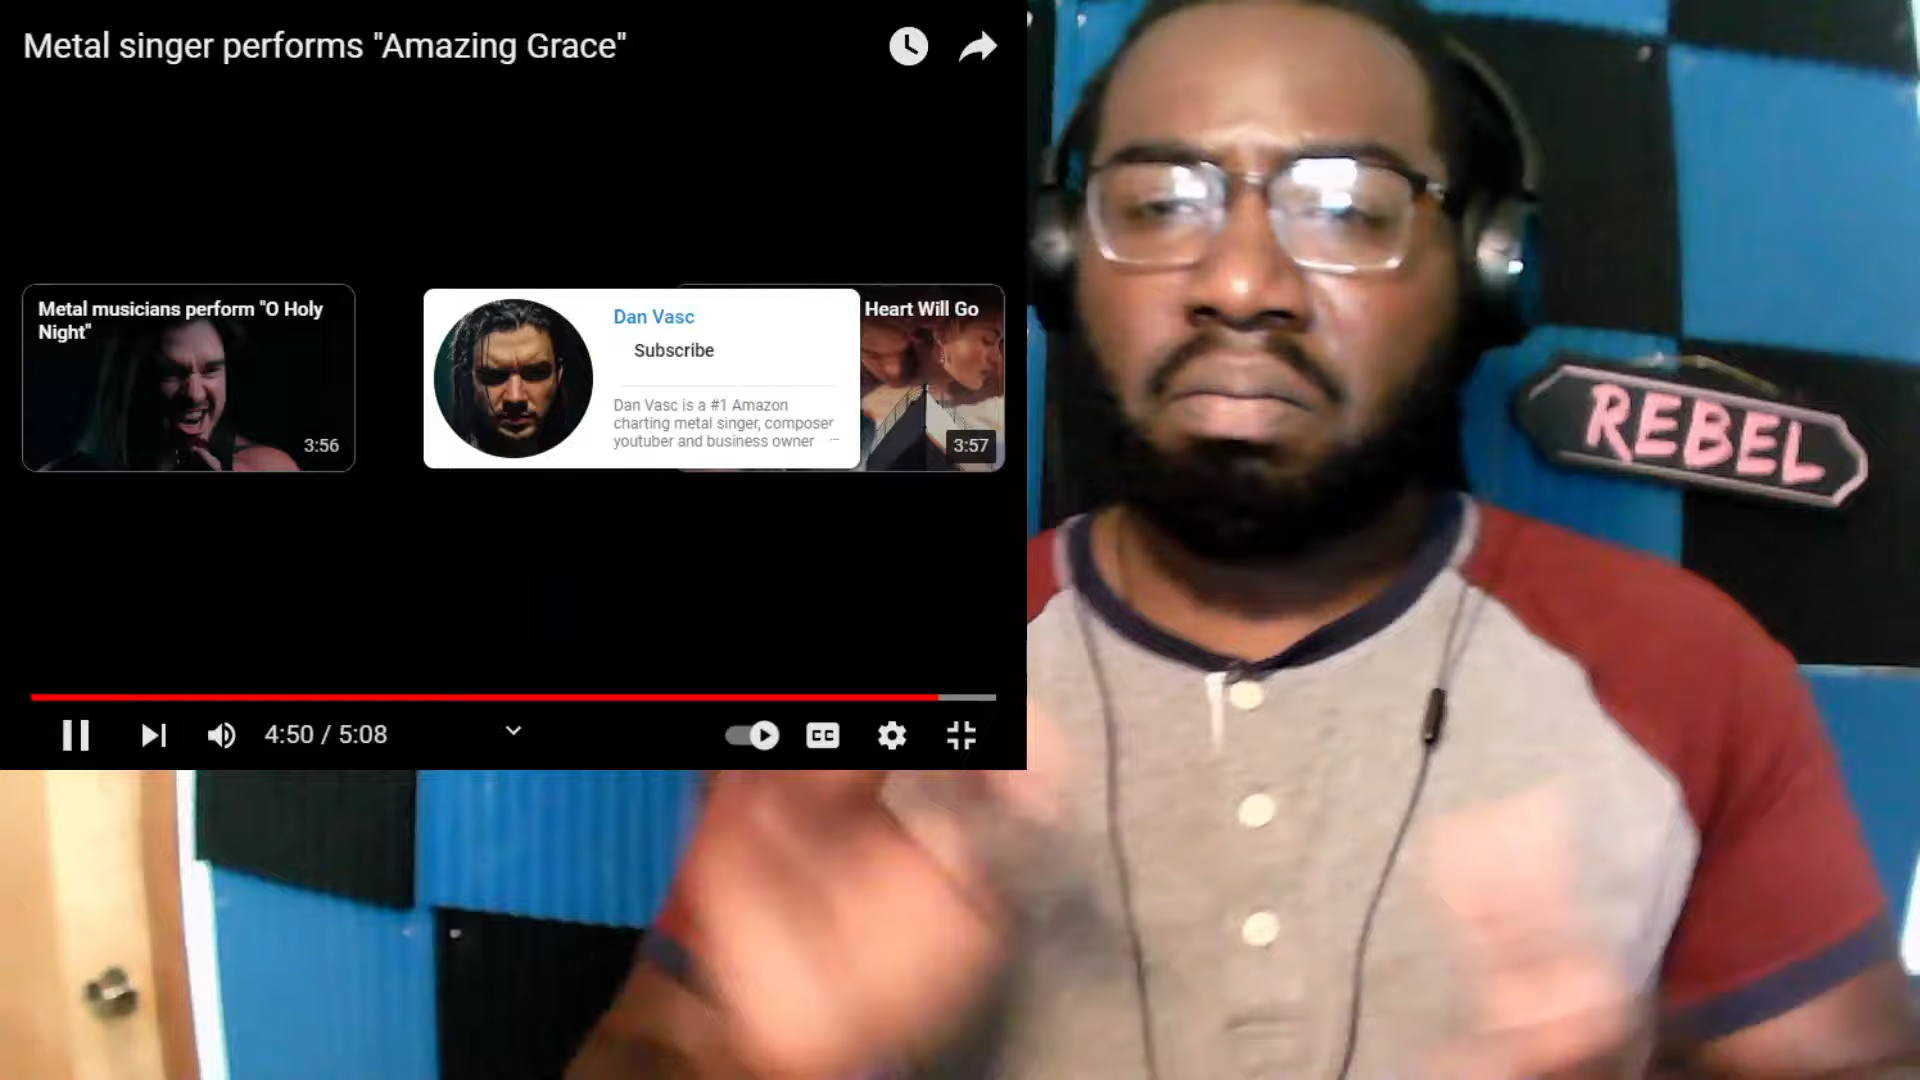 Metal singer performs "Amazing Grace"
Metal musicians perform "O Holy
Night"
3:56
Dan Vasc
Subscribe
Dan Vasc is a #1 Amazon
charting metal singer, composer
youtuber and business owner
Heart Will Go
3:57
4:50 / 5:08
CC
REBEL